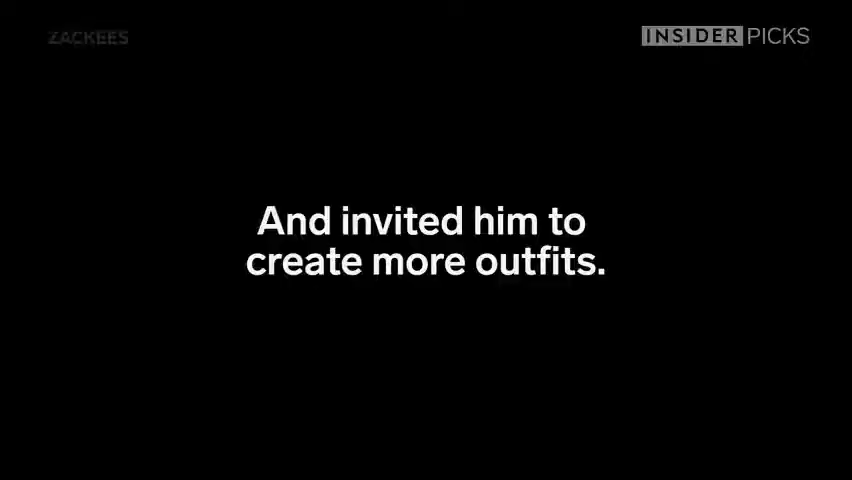 ZACKEES
INSIDER PICKS
And invited him to
create more outfits.